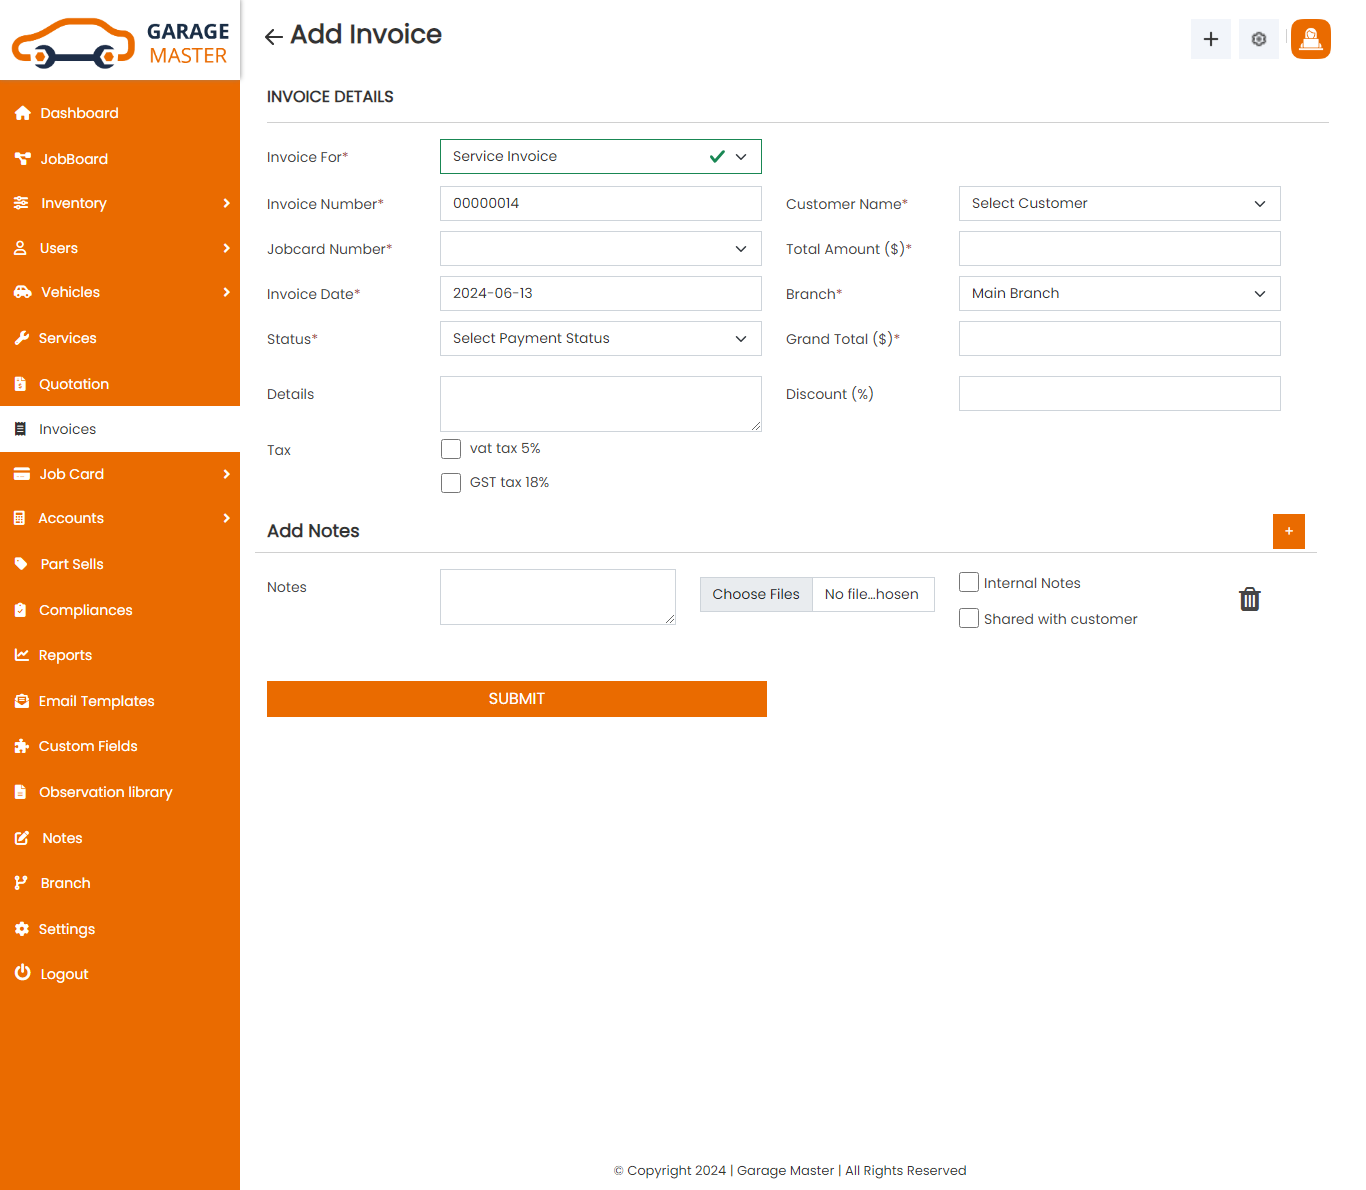 GARAGE
MASTER
Dashboard
JobBoard
Inventory
Users
Vehicles
Services
Quotation
Invoices
Job Card
Accounts
Part Sells
Compliances
Reports
Email Templates
Custom Fields
Observation library
Notes
Branch
Settings
Logout
Add Invoice
INVOICE DETAILS
Invoice For* Service Invoice
Invoice Number* 00000014 Customer Name* Select Customer
Jobcard Number* Total Amount ($)*
Invoice Date* 2024-06-13 Branch* Main Branch
Status* Select Payment Status Grand Total ($)*
Details Discount (%)
Tax vat tax 5%
GST tax 18%
Add Notes +
Notes Choose Files No file...hosen Internal Notes
Shared with customer
SUBMIT
© Copyright 2024 | Garage Master | All Rights Reserved